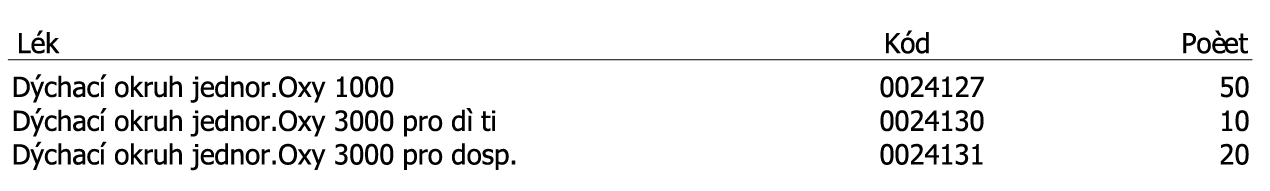 Lék Kód Poèet
Dýchací okruh jednor.Oxy 1000 0024127 50
Dýchací okruh jednor.Oxy 3000 pro dì ti 0024130 10
Dýchací okruh jednor.Oxy 3000 pro dosp. 0024131 20